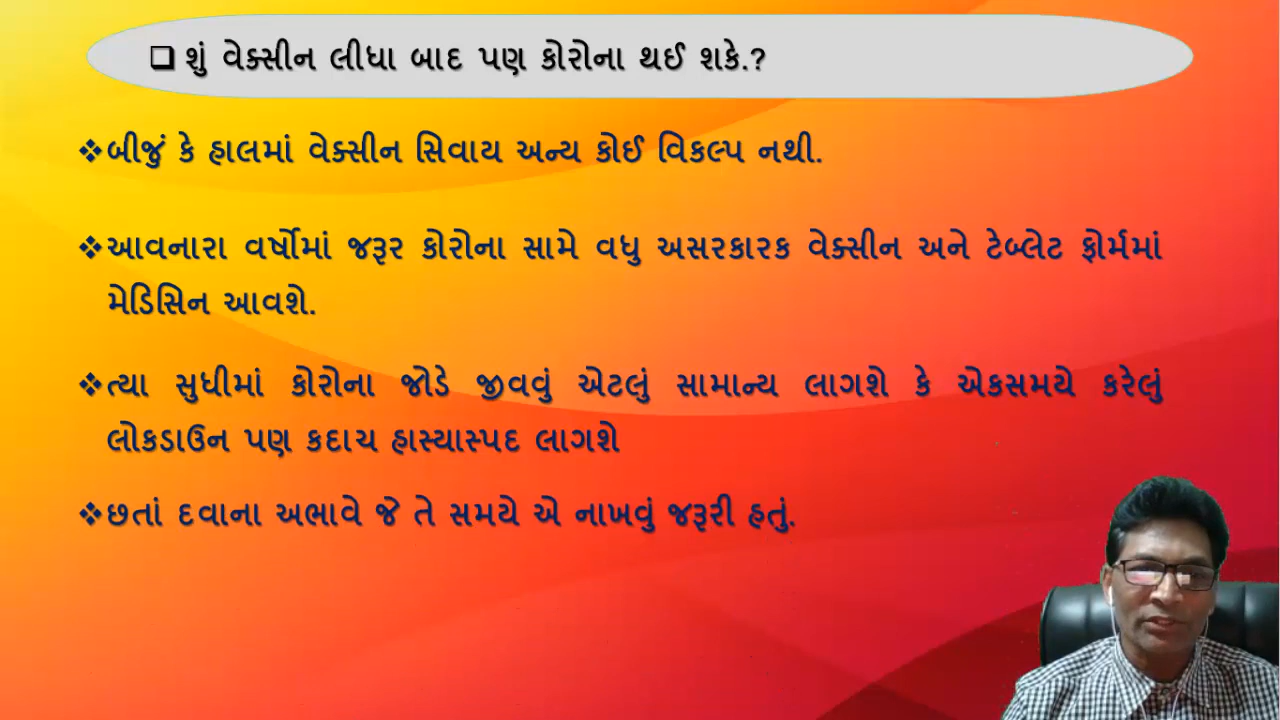 ❑ શું વેક્સીન લીધા બાદ પણ કોરોના થઈ શકે.?
❖બીજું કે હાલમાં વેક્સીન સિવાય અન્ય કોઈ વિકલ્પ નથી.
❖આવનારા વર્ષોમાં જરૂર કોરોના સામે વધુ અસરકારક વેક્સીન અને ટેબ્લેટ ફોર્મમાં
મેડિસિન આવશે.
❖ત્યા સુધીમાં કોરોના જોડે જીવવું એટલું સામાન્ય લાગશે કે એકસમયે કરેલું
લોકડાઉન પણ કદાચ હાસ્યાસ્પદ લાગશે
❖છતાં દવાના અભાવે જે તે સમયે એ નાખવું જરૂરી હતું.